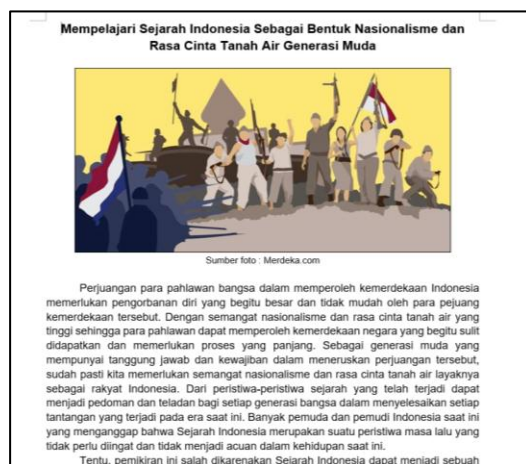 Mempelajari Sejarah Indonesia Sebagai Bentuk Nasionalisme dan
Rasa Cinta Tanah Air Generasi Muda
Sumber foto : Merdeka.com
Perjuangan para pahlawan bangsa dalam memperoleh kemerdekaan Indonesia
memerlukan pengorbanan diri yang begitu besar dan tidak mudah oleh para pejuang
kemerdekaan tersebut. Dengan semangat nasionalisme dan rasa cinta tanah air yang
tinggi sehingga para pahlawan dapat memperoleh kemerdekaan negara yang begitu sulit
didapatkan dan memerlukan proses yang panjang. Sebagai generasi muda yang
mempunyai tanggung jawab dan kewajiban dalam meneruskan perjuangan tersebut,
sudah pasti kita memerlukan semangat nasionalisme dan rasa cinta tanah air layaknya
sebagai rakyat Indonesia. Dari peristiwa-peristiwa sejarah yang telah terjadi dapat
menjadi pedoman dan teladan bagi setiap generasi bangsa dalam menyelesaikan setiap
tantangan yang terjadi pada era saat ini. Banyak pemuda dan pemudi Indonesia saat ini
yang menganggap bahwa Sejarah Indonesia merupakan suatu peristiwa masa lalu yang
tidak perlu diingat dan tidak menjadi acuan dalam kehidupan saat ini.
Tentu, pemikiran ini salah dikarenakan Sejarah Indonesia dapat menjadi sebuah